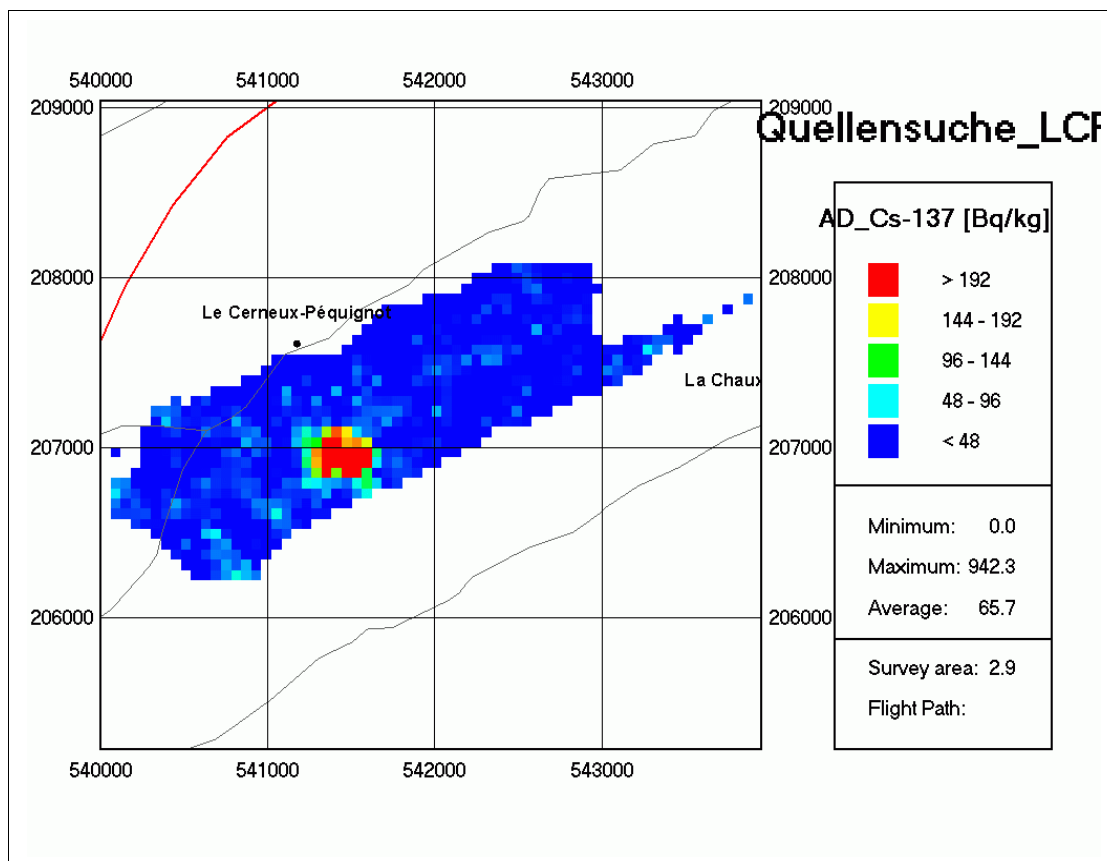 540000 541000 542000 543000
209000 209000
Quellensuche_LCP
AD_Cs-137 [Bq/kg]
> 192
208000 208000
144 - 192
Le Cerneux-Péquignot
96 - 144
La Chaux
48 - 96
207000 207000
< 48
Minimum: 0.0
Maximum: 942.3
Average: 65.7
206000 206000
Survey area: 2.9
Flight Path:
540000 541000 542000 543000